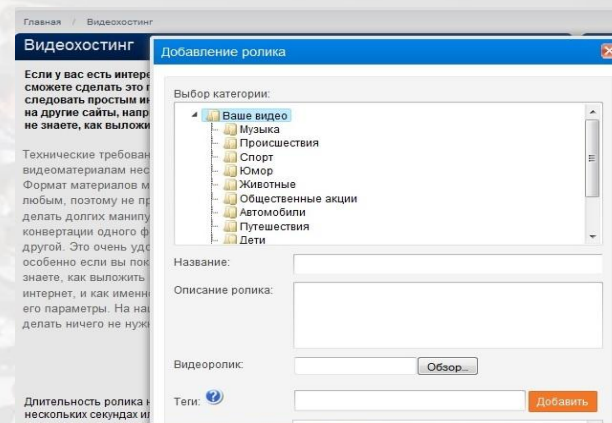 Главная / Видеохостинг
Видеохостинг
Если у вас есть интере
сможете сделать это п
следовать простым ин
на другие сайты, напр
не знаете, как выложи
Технические требован
видеоматериалам нес
Формат материалов м
любым, поэтому не пр
делать долгих манипу
конвертации одного ф
другой. Это очень удо
особенно если вы пок
знаете, как выложить
интернет, и как именн
его параметры. На наш
делать ничего не нужн
Длительность ролика н
нескольких секундах ил
Добавление ролика
Выбор категории:
Ваше видео
Музыка
Происшествия
Спорт
Юмор
Животные
Общественные акции
Автомобили
Путешествия
Дети
Название:
Описание ролика:
Видеоролик:
Обзор...
Теги:
Добавить